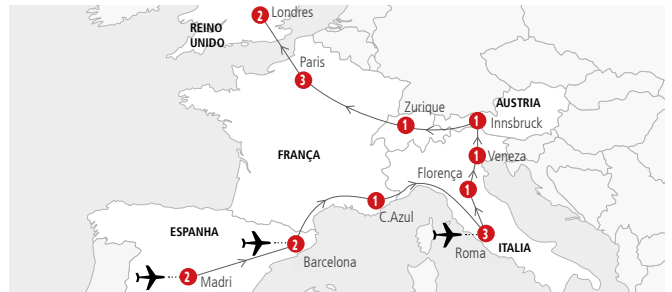 2 Londres
REINO
UNIDO
Paris
3
AUSTRIA
Zurique
1
1 Innsbruck
FRANÇA
1 Veneza
Florença
1
1
C.Azul
ESPANHA
2
Barcelona
3
Roma
ITALIA
2
Madri